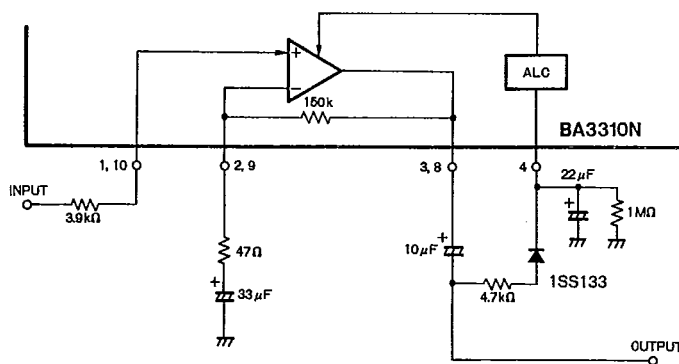 +
−
ALC
150k
BA3310N
1, 10
2, 9
3, 8
4
INPUT
3.9kΩ
22μF
+
1MΩ
47Ω
+
33μF
+
10μF
4.7kΩ
1SS133
OUTPUT